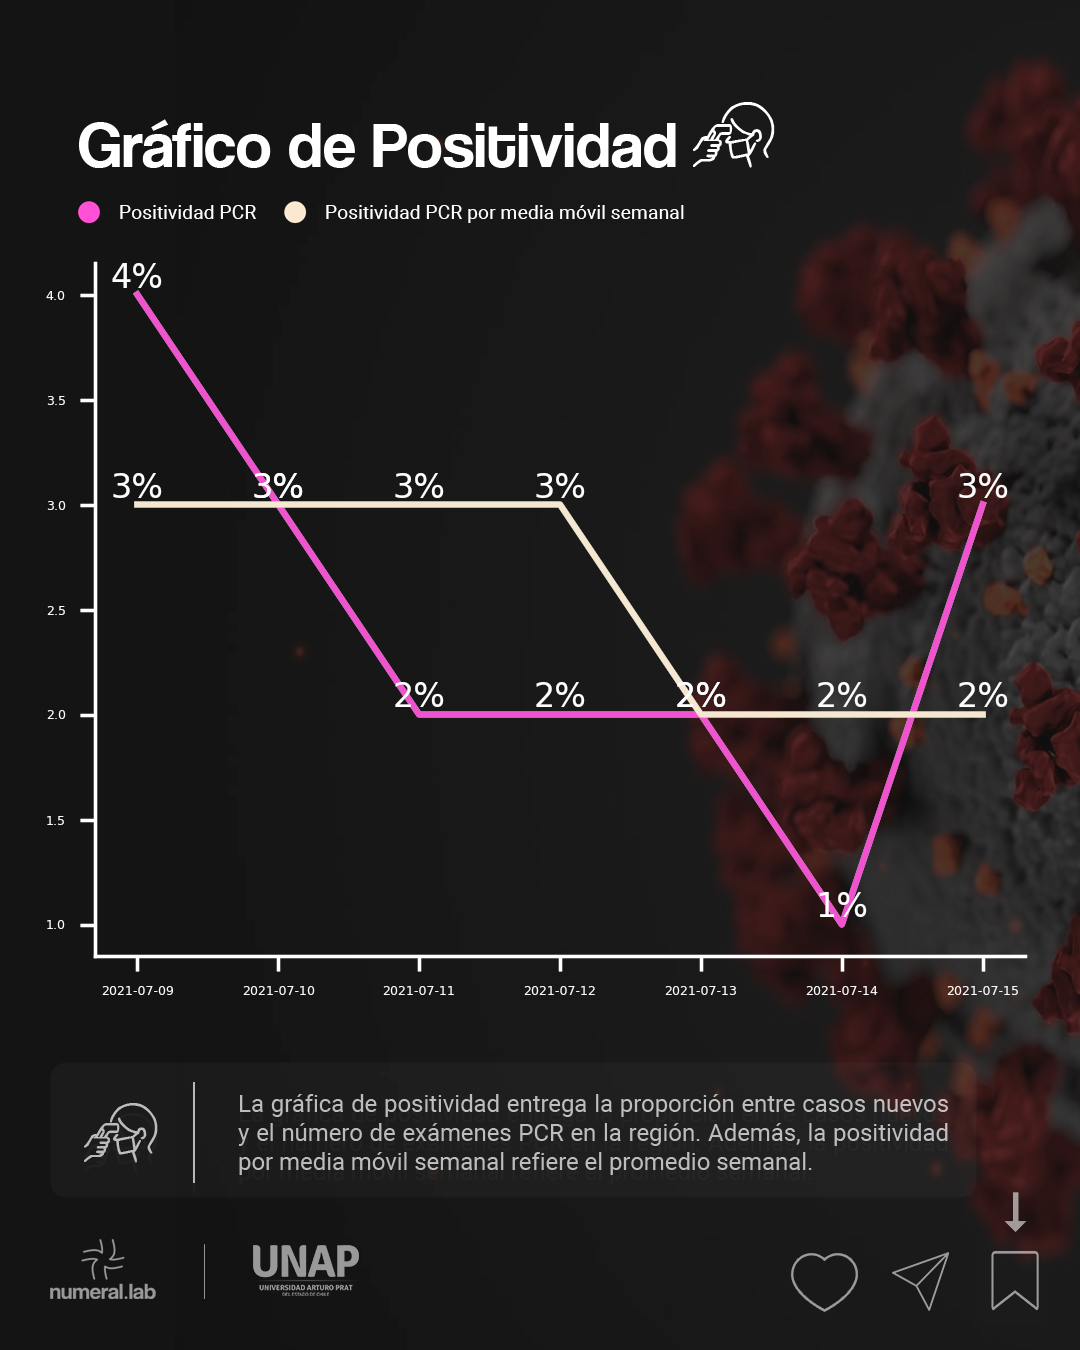 Gráfico de Positividad
Positividad PCR
Positividad PCR por media móvil semanal
4%
4.0
3.5
3% 3% 3% 3% 3%
3.0
2.5
2% 2% 2% 2% 2%
2.0
1.5
1%
1.0
2021-07-09 2021-07-10 2021-07-11 2021-07-12 2021-07-13 2021-07-14 2021-07-15
La gráfica de positividad entrega la proporción entre casos nuevos
y el número de exámenes PCR en la región. Además, la positividad
por media móvil semanal refiere el promedio semanal.
numeral.lab
UNAP
UNIVERSIDAD ARTURO PRAT
DEL ESTADO DE CHILE